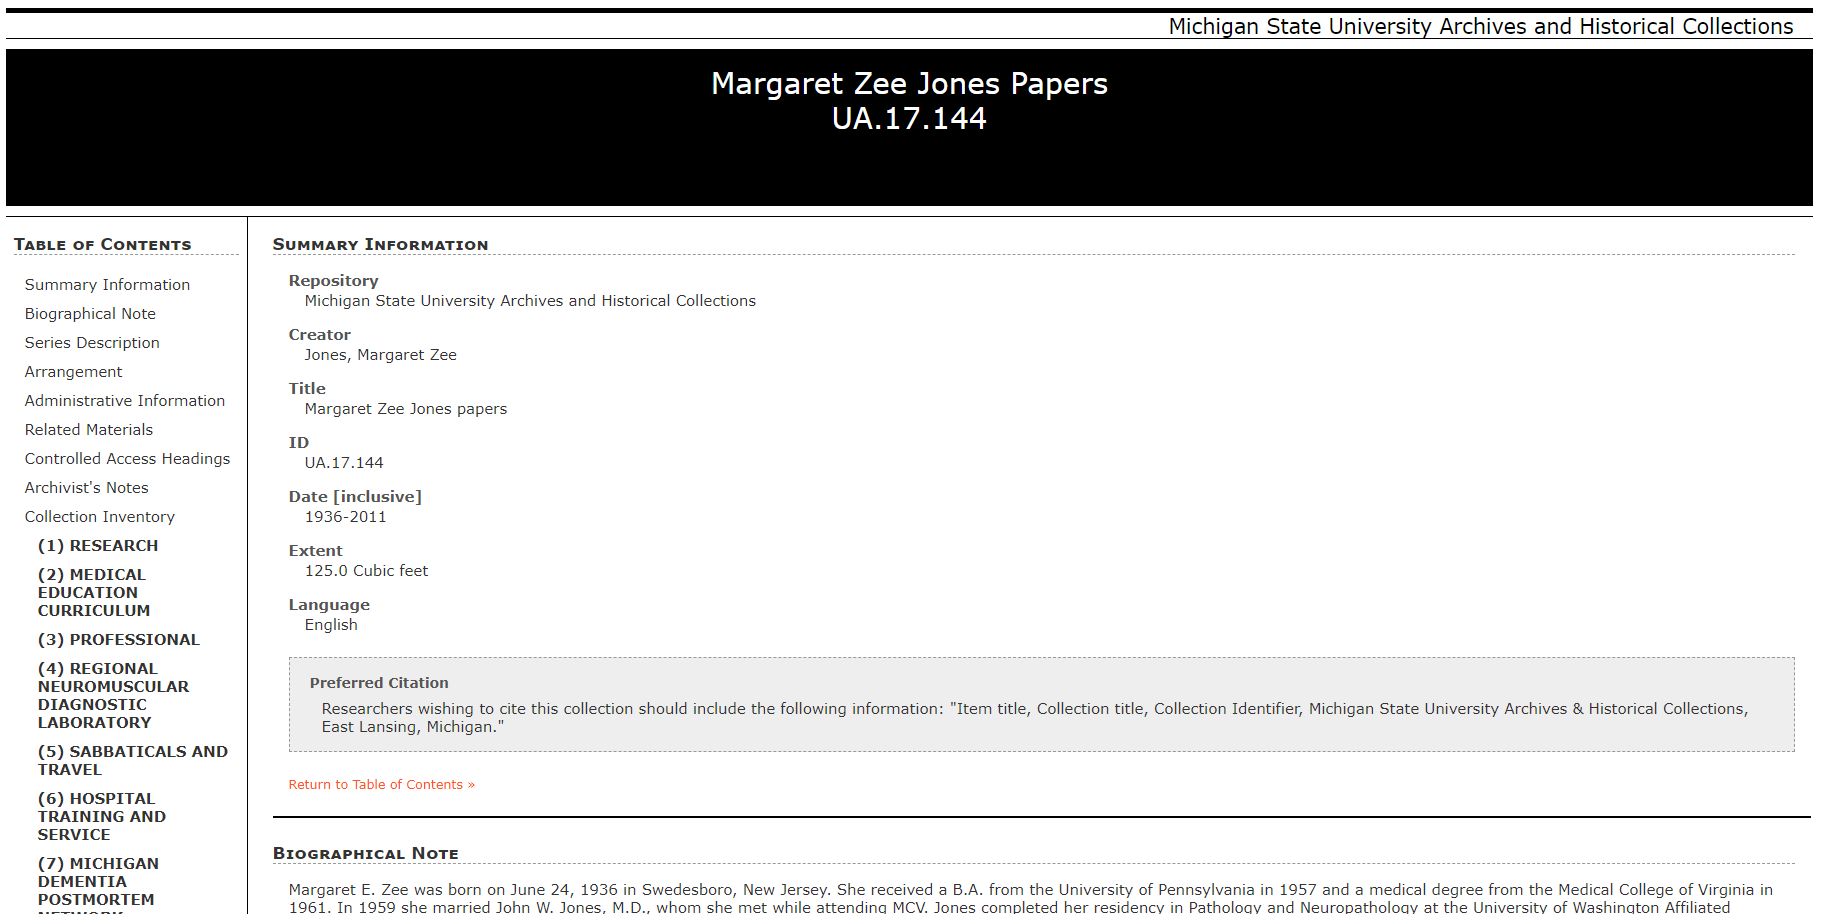 Michigan State University Archives and Historical Collections
Margaret Zee Jones Papers
UA.17.144
Table of Contents
Summary Information
Biographical Note
Series Description
Arrangement
Administrative Information
Related Materials
Controlled Access Headings
Archivist's Notes
Collection Inventory
(1) RESEARCH
(2) MEDICAL
EDUCATION
CURRICULUM
(3) PROFESSIONAL
(4) REGIONAL
NEUROMUSCULAR
DIAGNOSTIC
LABORATORY
(5) SABBATICALS AND
TRAVEL
(6) HOSPITAL
TRAINING AND
SERVICE
(7) MICHIGAN
DEMENTIA
POSTMORTEM
NETWORK
Summary Information
Repository
Michigan State University Archives and Historical Collections
Creator
Jones, Margaret Zee
Title
Margaret Zee Jones papers
ID
UA.17.144
Date [inclusive]
1936-2011
Extent
125.0 Cubic feet
Language
English
Preferred Citation
Researchers wishing to cite this collection should include the following information: "Item title, Collection title, Collection Identifier, Michigan State University Archives & Historical Collections,
East Lansing, Michigan."
Return to Table of Contents »
Biographical Note
Margaret E. Zee was born on June 24, 1936 in Swedesboro, New Jersey. She received a B.A. from the University of Pennsylvania in 1957 and a medical degree from the Medical College of Virginia in
1961. In 1959 she married John W. Jones, M.D., whom she met while attending MCV. Jones completed her residency in Pathology and Neuropathology at the University of Washington Affiliated